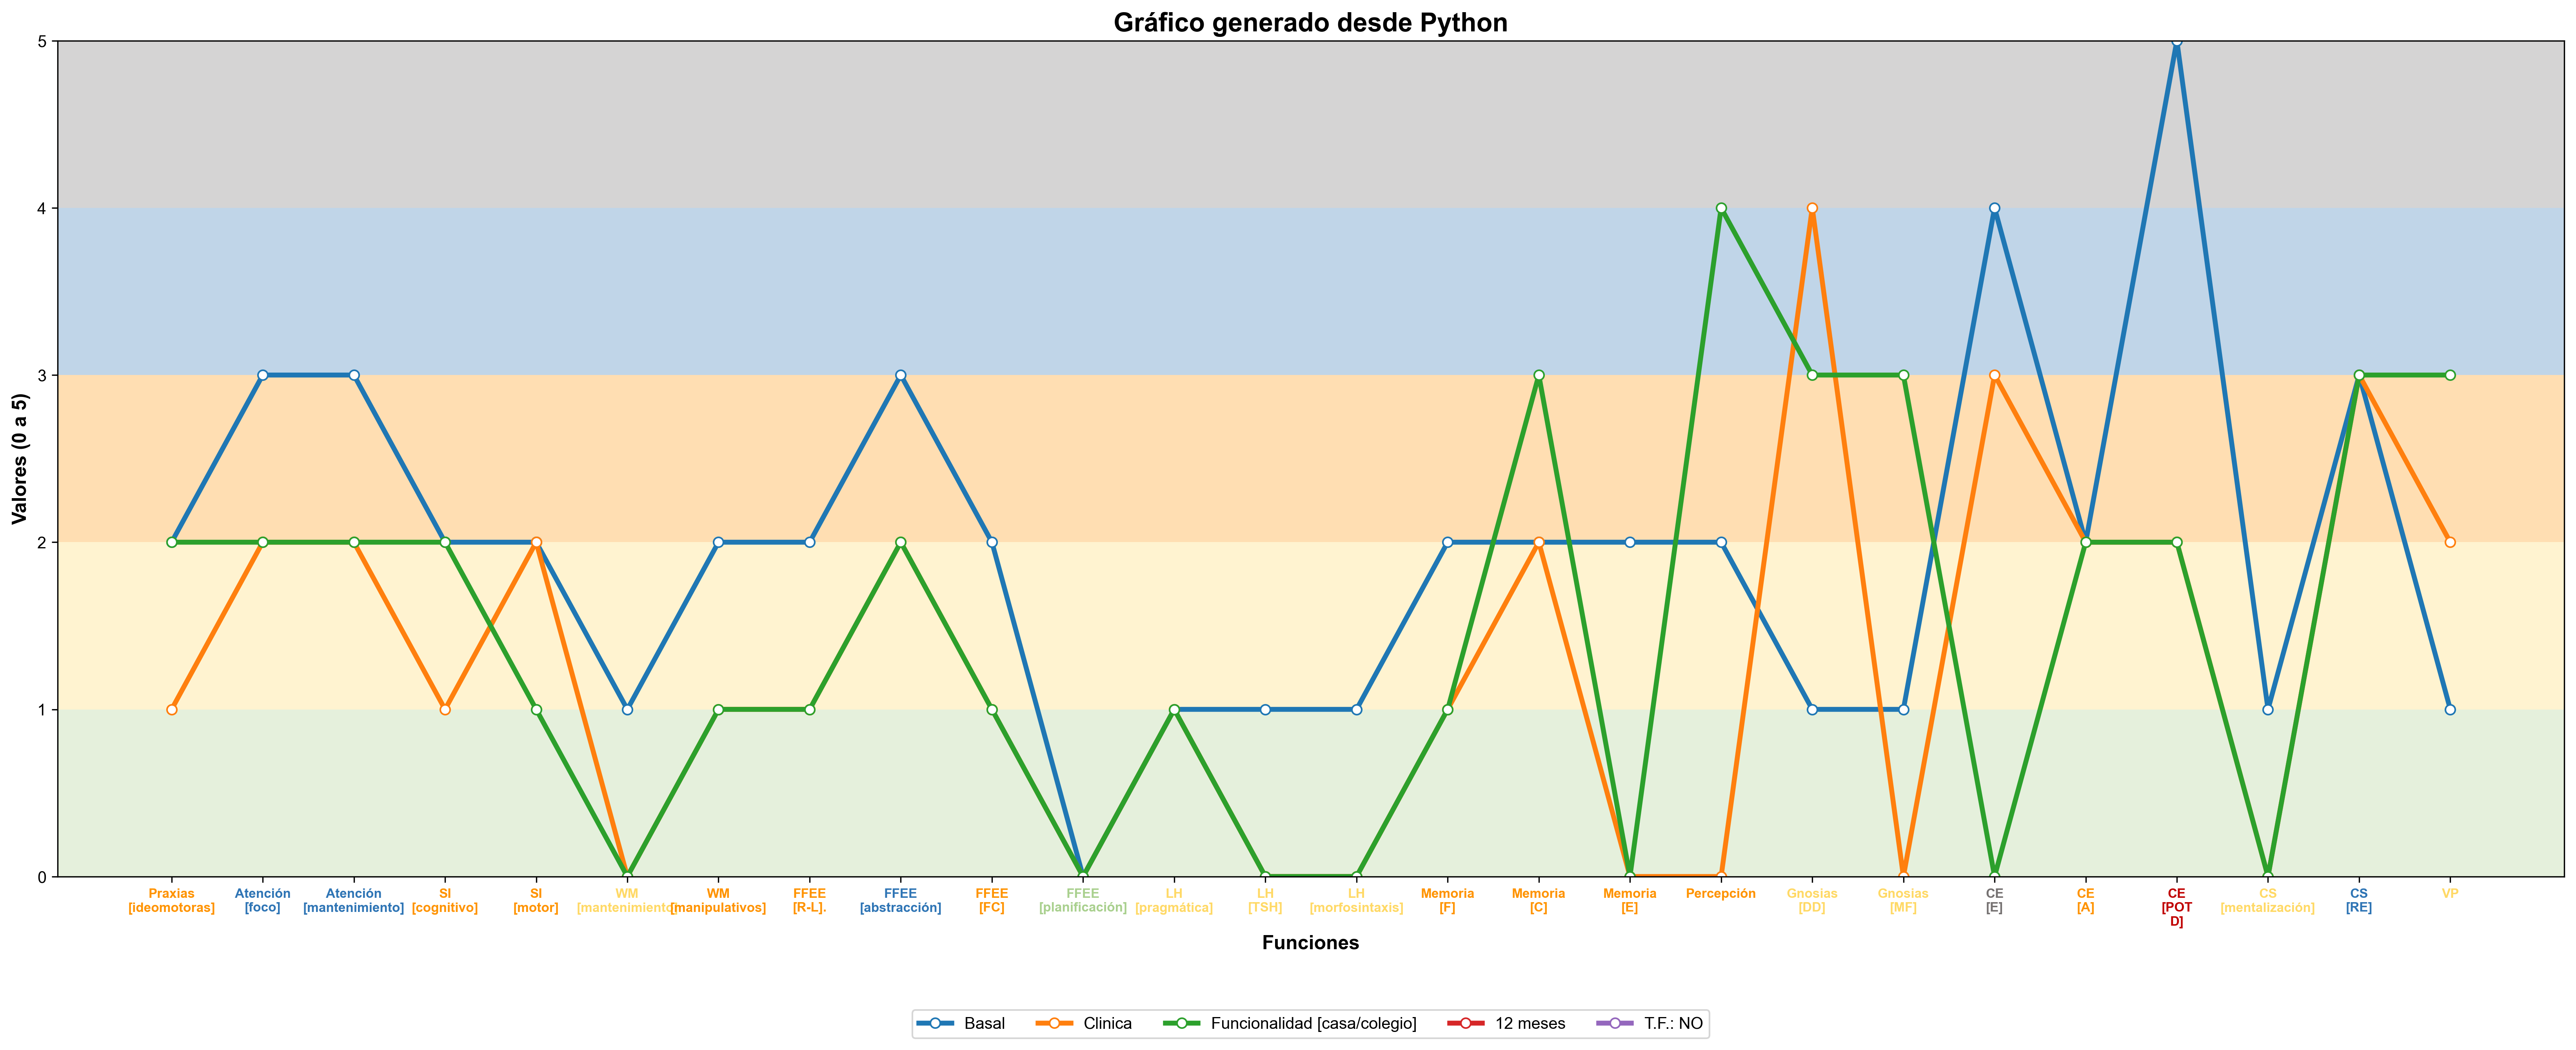 Gráfico generado desde Python
Valores (0 a 5)
5
4
3
2
1
0
Praxias
[ideomotoras]
Atención
[foco]
Atención
[mantenimiento]
SI
[cognitivo]
SI
[motor]
WM
[mantenimiento]
WM
[manipulativos]
FFEE
[R-L].
FFEE
[abstracción]
FFEE
[FC]
FFEE
[planificación]
LH
[pragmática]
LH
[TSH]
LH
[morfosintaxis]
Memoria
[F]
Memoria
[C]
Memoria
[E]
Percepción
Gnosias
[DD]
Gnosias
[MF]
CE
[E]
CE
[A]
CE
[POT
D]
CS
[mentalización]
CS
[RE]
VP
Funciones
Basal
Clinica
Funcionalidad [casa/colegio]
12 meses
T.F.: NO